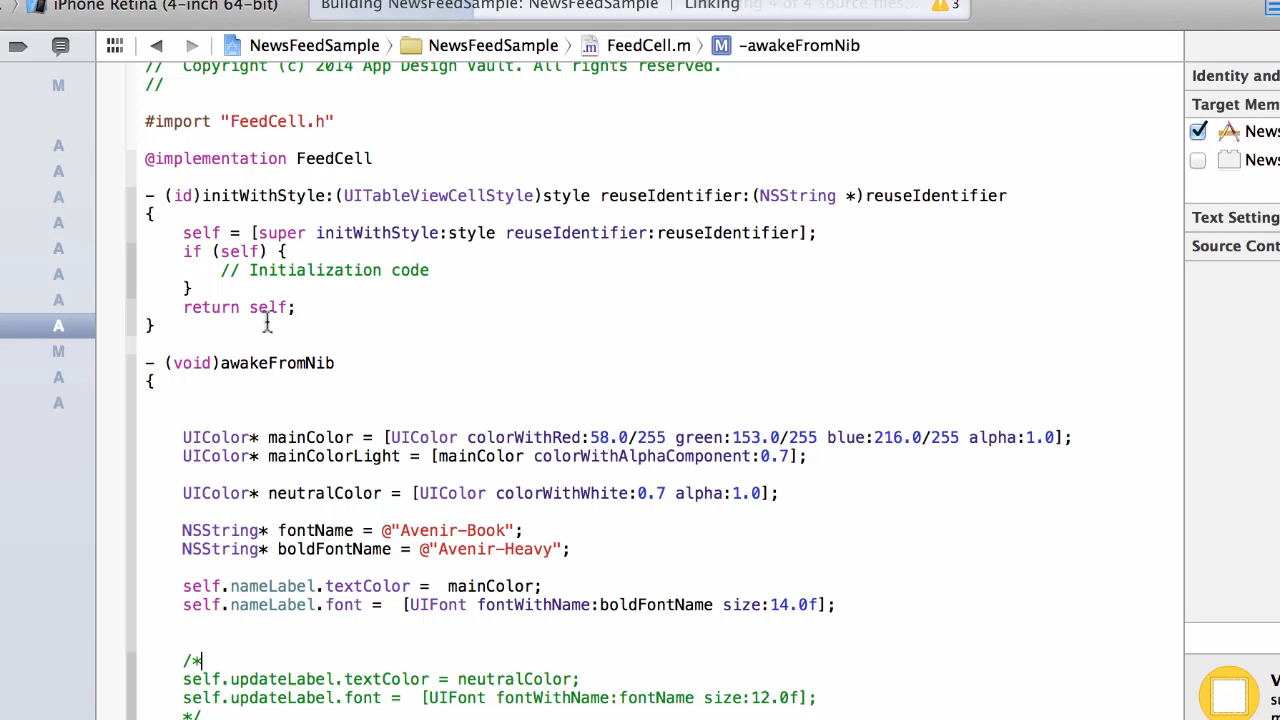 iPhone Retina (4-inch 64-bit)
Building NewsFeedSample: NewsFeedSample | Linking
4 of 4 source files...
3
NewsFeedSample
NewsFeedSample
.m
FeedCell.m
M
-awakeFromNib
M
A
A
A
A
A
A
A
A
M
A
A
// Copyright (c) 2014 App Design Vault. All rights reserved.
//
#import "FeedCell.h"
@implementation FeedCell
- (id)initWithStyle:(UITableViewCellStyle)style reuseIdentifier:(NSString *)reuseIdentifier
{
self = [super initWithStyle:style reuseIdentifier:reuseIdentifier];
if (self) {
// Initialization code
}
return self;
}
- (void)awakeFromNib
{
UIColor* mainColor = [UIColor colorWithRed:58.0/255 green:153.0/255 blue:216.0/255 alpha:1.0];
UIColor* mainColorLight = [mainColor colorWithAlphaComponent:0.7];
UIColor* neutralColor = [UIColor colorWithWhite:0.7 alpha:1.0];
NSString* fontName = @"Avenir-Book";
NSString* boldFontName = @"Avenir-Heavy";
self.nameLabel.textColor =  mainColor;
self.nameLabel.font =  [UIFont fontWithName:boldFontName size:14.0f];
/*
self.updateLabel.textColor = neutralColor;
self.updateLabel.font =  [UIFont fontWithName:fontName size:12.0f];
*/
Identity and
Target Mem
News
News
Text Setting
Source Cont